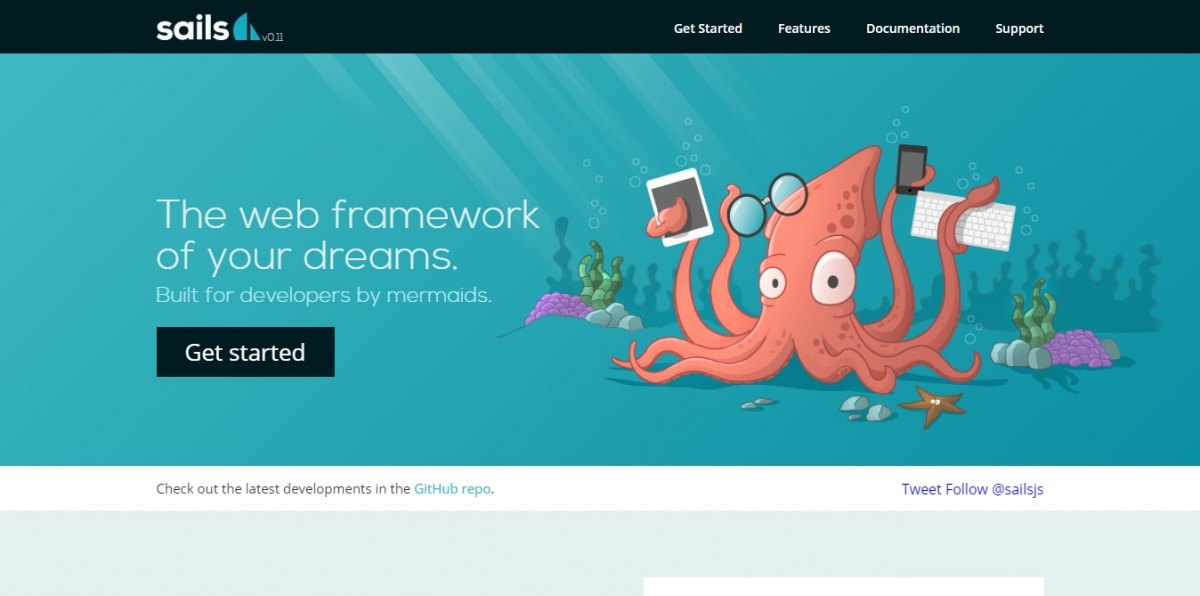 sails v0.11
Get Started Features Documentation Support
The web framework
of your dreams.
Built for developers by mermaids.
Get started
Check out the latest developments in the GitHub repo.
Tweet Follow @sailsjs